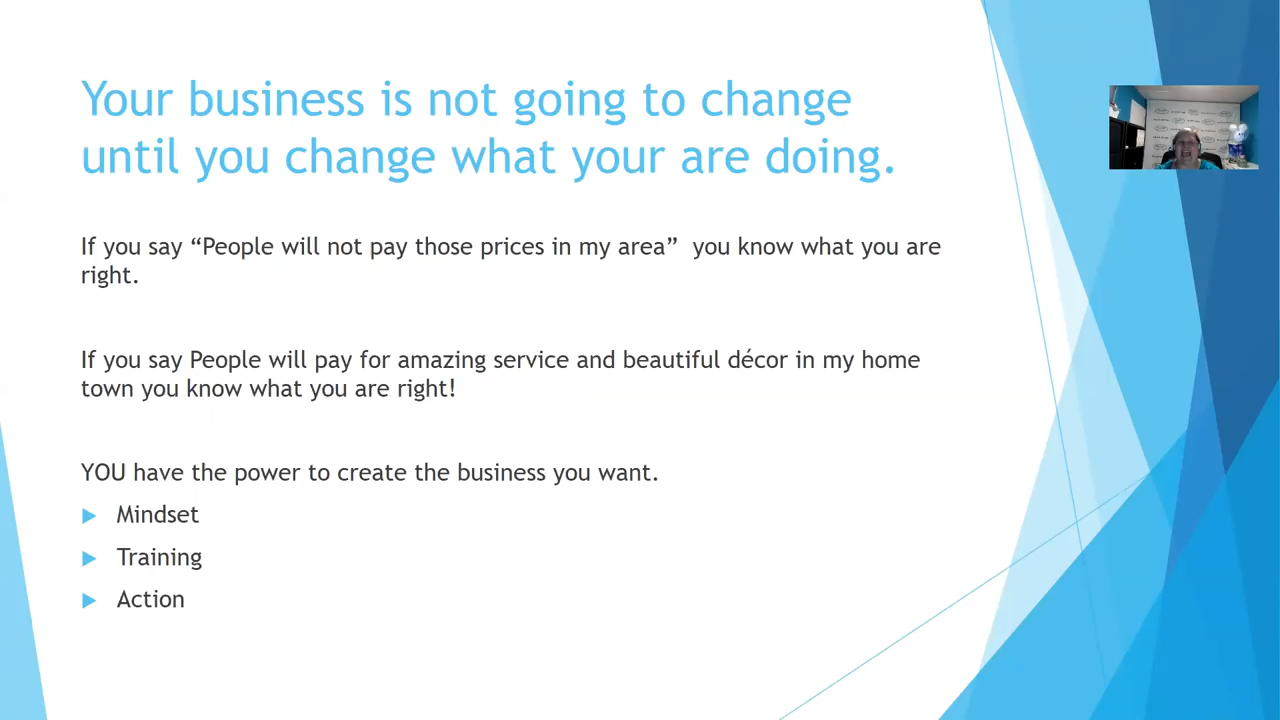 Your business is not going to change
until you change what your are doing.
If you say “People will not pay those prices in my area”  you know what you are
right.
If you say People will pay for amazing service and beautiful décor in my home
town you know what you are right!
YOU have the power to create the business you want.
Mindset
Training
Action